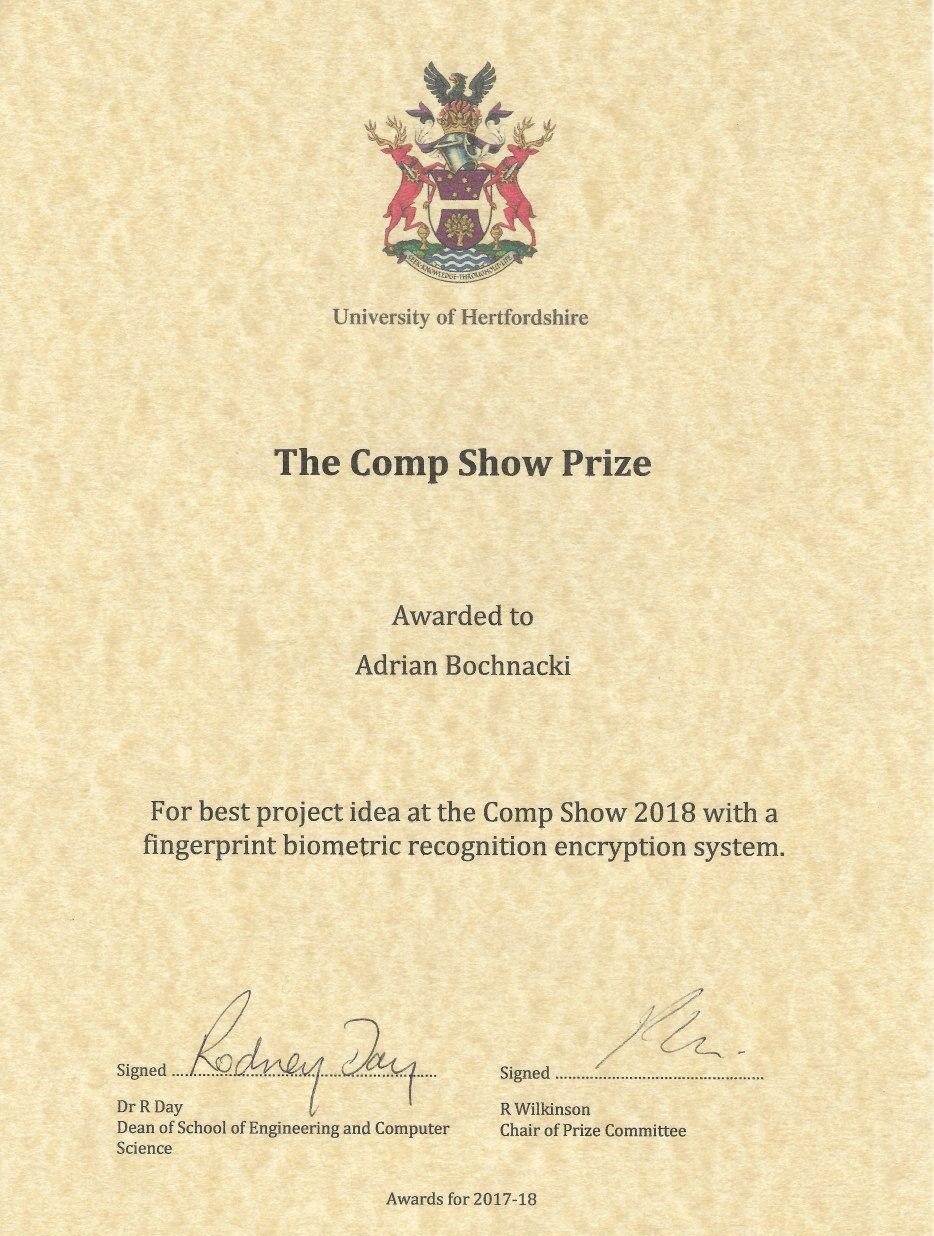 SEEK·KNOWLEDGE·THROUGHOUT·LIFE
University of Hertfordshire
The Comp Show Prize
Awarded to
Adrian Bochnacki
For best project idea at the Comp Show 2018 with a
fingerprint biometric recognition encryption system.
Signed Rodney Day
Signed
Dr R Day
Dean of School of Engineering and Computer
Science
R Wilkinson
Chair of Prize Committee
Awards for 2017-18